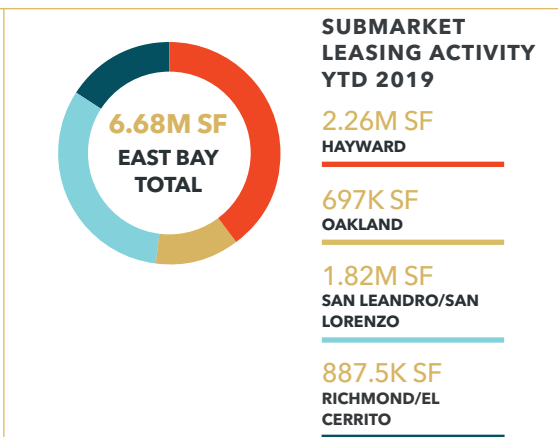 6.68M SF
EAST BAY
TOTAL
SUBMARKET
LEASING ACTIVITY
YTD 2019
2.26M SF
HAYWARD
697K SF
OAKLAND
1.82M SF
SAN LEANDRO/SAN
LORENZO
887.5K SF
RICHMOND/EL
CERRITO